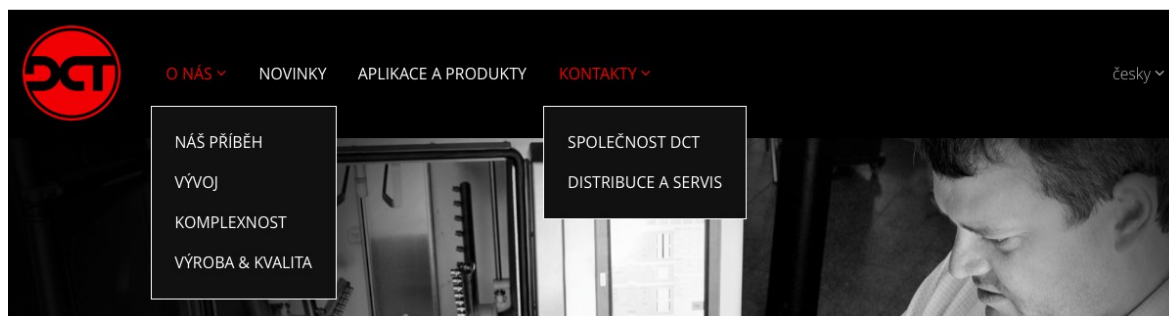 DCT
O NÁS
NOVINKY
APLIKACE A PRODUKTY
KONTAKTY
česky
NÁŠ PŘÍBĚH
VÝVOJ
KOMPLEXNOST
VÝROBA & KVALITA
SPOLEČNOST DCT
DISTRIBUCE A SERVIS